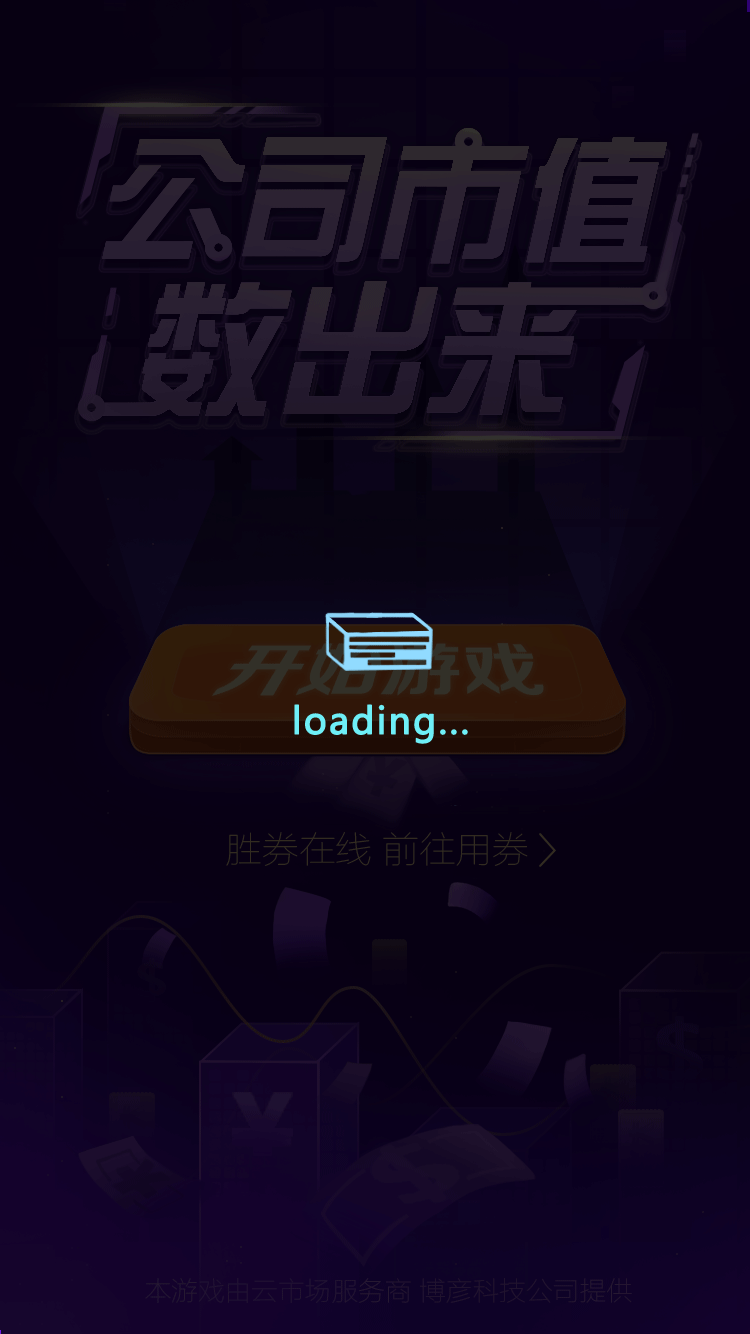 公司市值
数出来
开始游戏
loading...
胜券在线 前往用券
¥
本游戏由云市场服务商 博彦科技公司提供